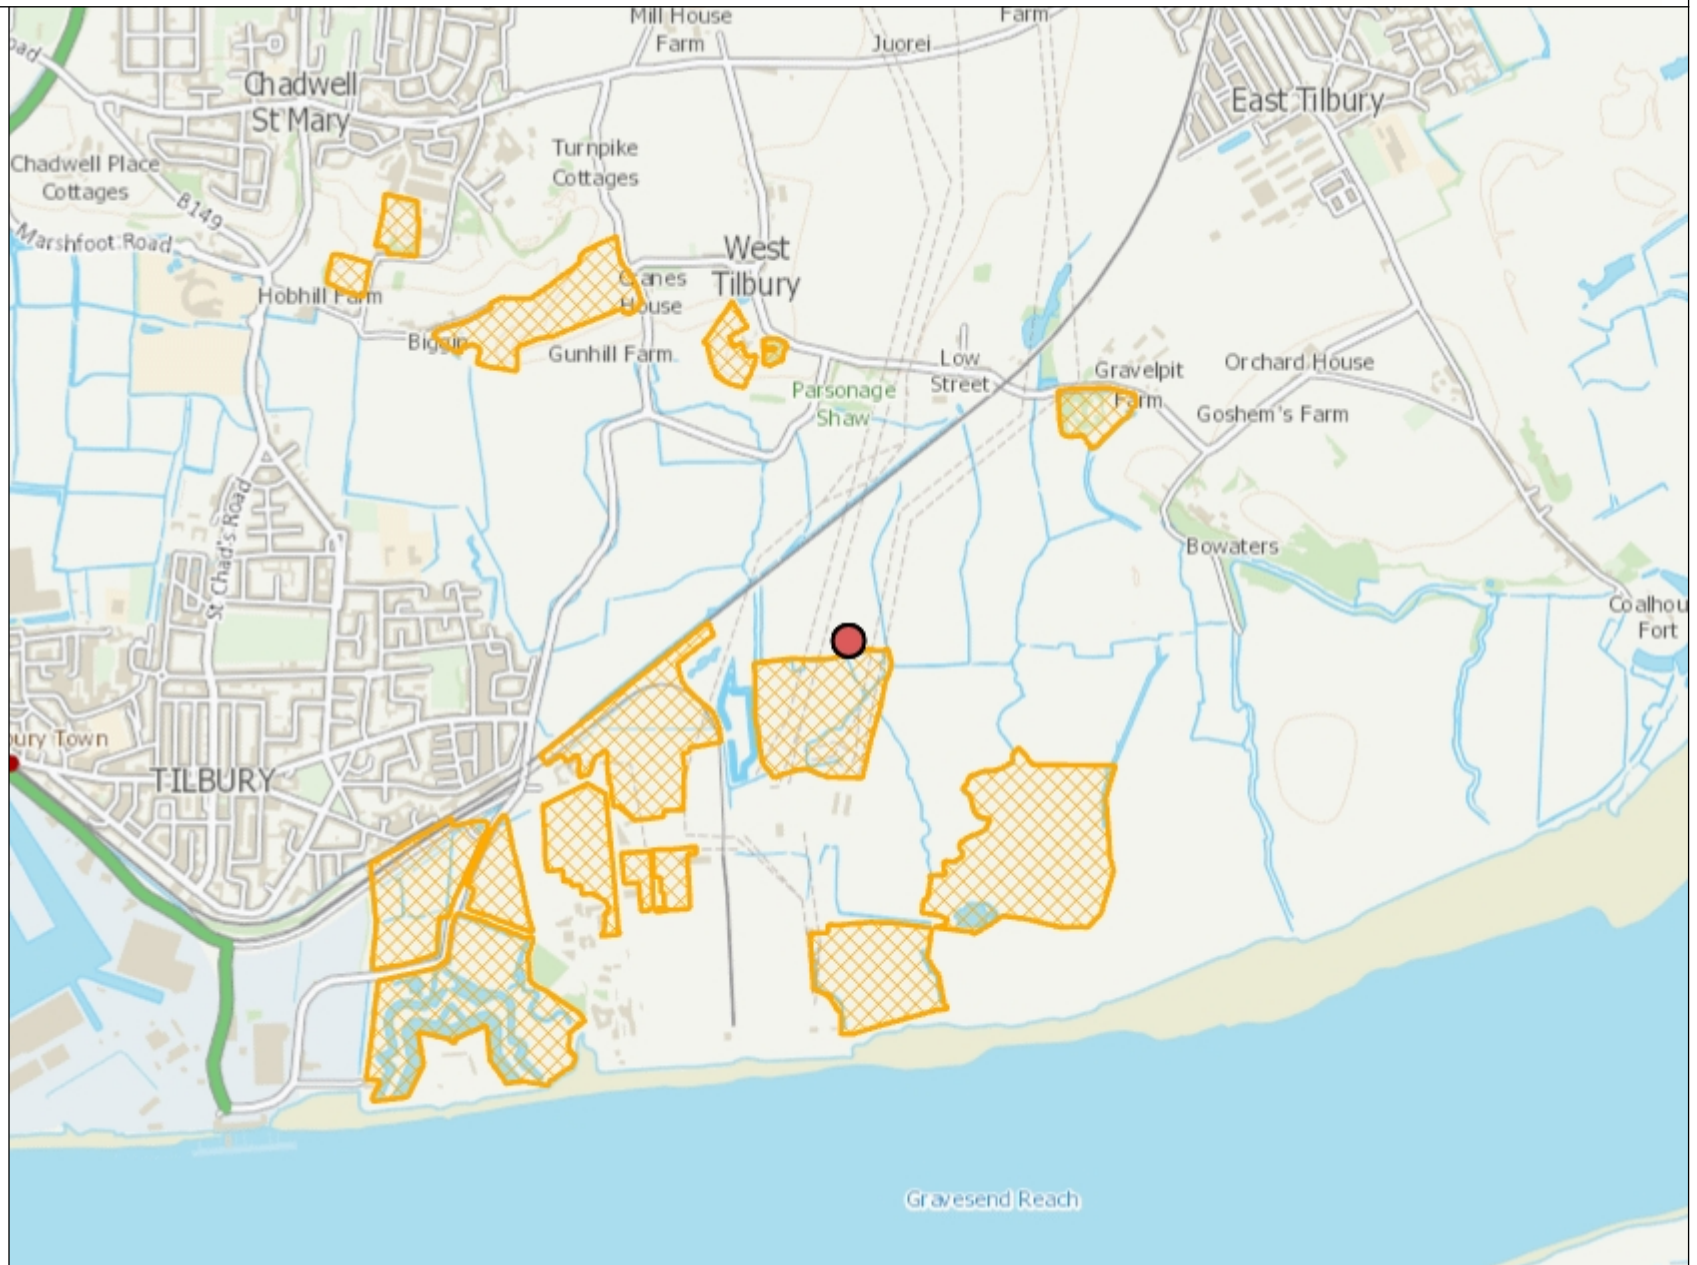 Mill House
Farm
Farm
Juorei
Chadwell
St Mary
East Tilbury
Turnpike
Cottages
Chadwell Place
Cottages
B149
Marshfoot Road
West
Tilbury
Hobhill Farm
House
Gunhill Farm
Low
Street
Parsonage
Shaw
Gravelpit
Farm
Orchard House
Goshem's Farm
St Chad's Road
Bowaters
Fort
TILBURY
Gravesend Reach